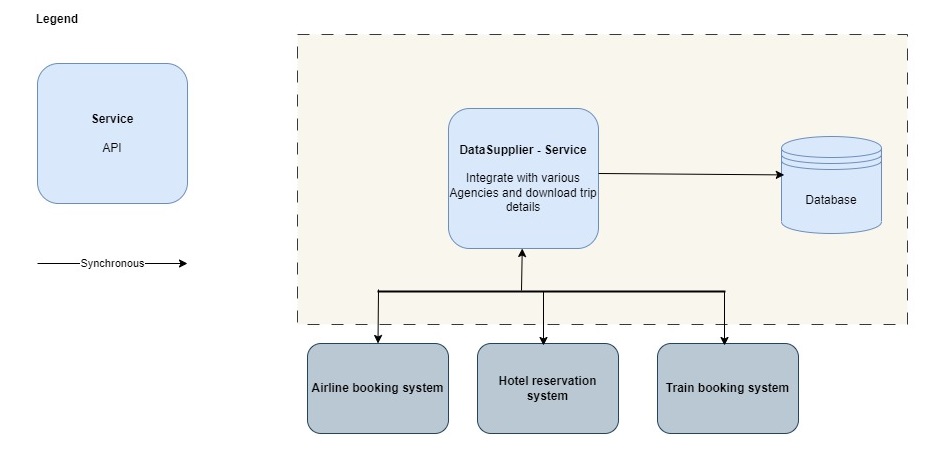 Legend
Service
API
Synchronous
DataSupplier - Service
Integrate with various
Agencies and download trip
details
Database
Airline booking system
Hotel reservation
system
Train booking system